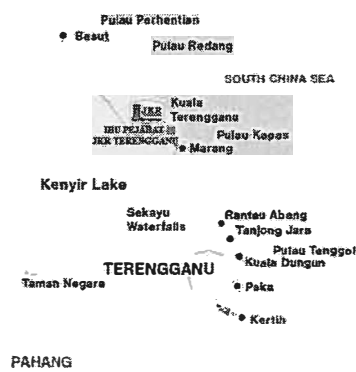 Pulau Perhentian
Besut
Pulau Redang
SOUTH CHINA SEA
JKR
Kuala
Terengganu
IBU PEJABAT
JKR TERENGGANU
Pulau Kapas
Marang
Kenyir Lake
Sekayu
Waterfalls
Rantau Abang
Tanjong Jara
Pulau Tenggol
Kuala Dungun
TERENGGANU
Taman Negara
Paka
Kertih
PAHANG